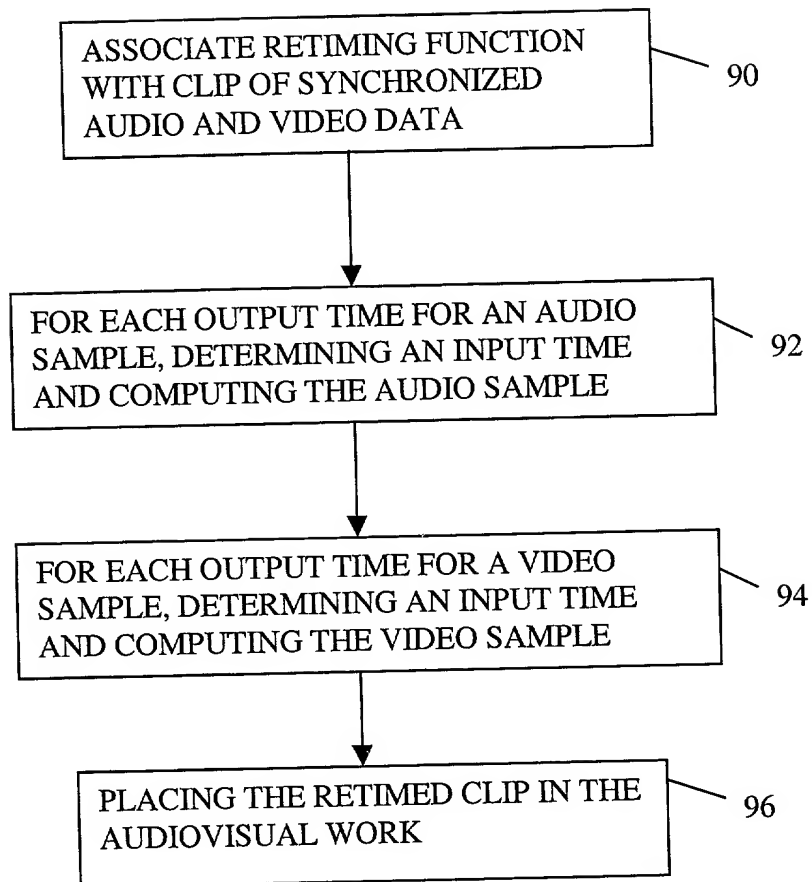 ASSOCIATE RETIMING FUNCTION
WITH CLIP OF SYNCHRONIZED
AUDIO AND VIDEO DATA
90
FOR EACH OUTPUT TIME FOR AN AUDIO
SAMPLE, DETERMINING AN INPUT TIME
AND COMPUTING THE AUDIO SAMPLE
92
FOR EACH OUTPUT TIME FOR A VIDEO
SAMPLE, DETERMINING AN INPUT TIME
AND COMPUTING THE VIDEO SAMPLE
94
PLACING THE RETIMED CLIP IN THE
AUDIOVISUAL WORK
96